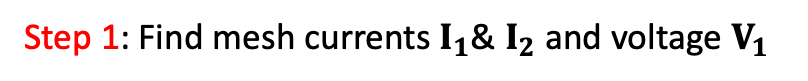 Step 1: Find mesh currents I₁& I₂ and voltage V₁